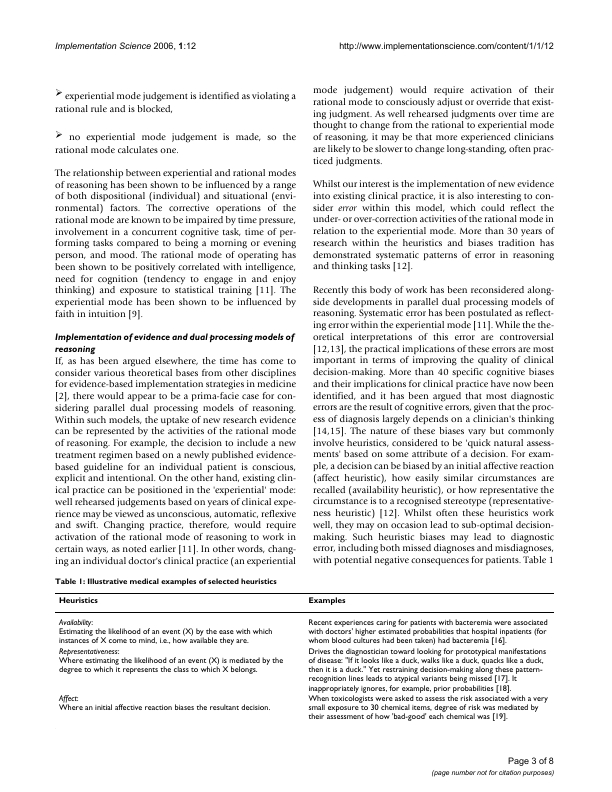 Implementation Science 2006, 1:12
http://www.implementationscience.com/content/1/1/12
➢ experiential mode judgement is identified as violating a
rational rule and is blocked,
➢ no experiential mode judgement is made, so the
rational mode calculates one.
The relationship between experiential and rational modes
of reasoning has been shown to be influenced by a range
of both dispositional (individual) and situational (envi-
ronmental) factors. The corrective operations of the
rational mode are known to be impaired by time pressure,
involvement in a concurrent cognitive task, time of per-
forming tasks compared to being a morning or evening
person, and mood. The rational mode of operating has
been shown to be positively correlated with intelligence,
need for cognition (tendency to engage in and enjoy
thinking) and exposure to statistical training [11]. The
experiential mode has been shown to be influenced by
faith in intuition [9].
Implementation of evidence and dual processing models of
reasoning
If, as has been argued elsewhere, the time has come to
consider various theoretical bases from other disciplines
for evidence-based implementation strategies in medicine
[2], there would appear to be a prima-facie case for con-
sidering parallel dual processing models of reasoning.
Within such models, the uptake of new research evidence
can be represented by the activities of the rational mode
of reasoning. For example, the decision to include a new
treatment regimen based on a newly published evidence-
based guideline for an individual patient is conscious,
explicit and intentional. On the other hand, existing clin-
ical practice can be positioned in the 'experiential' mode:
well rehearsed judgements based on years of clinical expe-
rience may be viewed as unconscious, automatic, reflexive
and swift. Changing practice, therefore, would require
activation of the rational mode of reasoning to work in
certain ways, as noted earlier [11]. In other words, chang-
ing an individual doctor's clinical practice (an experiential
mode judgement) would require activation of their
rational mode to consciously adjust or override that exist-
ing judgment. As well rehearsed judgments over time are
thought to change from the rational to experiential mode
of reasoning, it may be that more experienced clinicians
are likely to be slower to change long-standing, often prac-
ticed judgments.
Whilst our interest is the implementation of new evidence
into existing clinical practice, it is also interesting to con-
sider error within this model, which could reflect the
under- or over-correction activities of the rational mode in
relation to the experiential mode. More than 30 years of
research within the heuristics and biases tradition has
demonstrated systematic patterns of error in reasoning
and thinking tasks [12].
Recently this body of work has been reconsidered along-
side developments in parallel dual processing models of
reasoning. Systematic error has been postulated as reflect-
ing error within the experiential mode [11]. While the the-
oretical interpretations of this error are controversial
[12,13], the practical implications of these errors are most
important in terms of improving the quality of clinical
decision-making. More than 40 specific cognitive biases
and their implications for clinical practice have now been
identified, and it has been argued that most diagnostic
errors are the result of cognitive errors, given that the proc-
ess of diagnosis largely depends on a clinician's thinking
[14,15]. The nature of these biases vary but commonly
involve heuristics, considered to be 'quick natural assess-
ments' based on some attribute of a decision. For exam-
ple, a decision can be biased by an initial affective reaction
(affect heuristic), how easily similar circumstances are
recalled (availability heuristic), or how representative the
circumstance is to a recognised stereotype (representative-
ness heuristic) [12]. Whilst often these heuristics work
well, they may on occasion lead to sub-optimal decision-
making. Such heuristic biases may lead to diagnostic
error, including both missed diagnoses and misdiagnoses,
with potential negative consequences for patients. Table 1
Table 1: Illustrative medical examples of selected heuristics
Heuristics
Examples
Availability:
Estimating the likelihood of an event (X) by the ease with which
instances of X come to mind, i.e., how available they are.
Recent experiences caring for patients with bacteremia were associated
with doctors' higher estimated probabilities that hospital inpatients (for
whom blood cultures had been taken) had bacteremia [16].
Representativeness:
Where estimating the likelihood of an event (X) is mediated by the
degree to which it represents the class to which X belongs.
Drives the diagnostician toward looking for prototypical manifestations
of disease: "If it looks like a duck, walks like a duck, quacks like a duck,
then it is a duck." Yet restraining decision-making along these pattern-
recognition lines leads to atypical variants being missed [17]. It
inappropriately ignores, for example, prior probabilities [18].
Affect:
Where an initial affective reaction biases the resultant decision.
When toxicologists were asked to assess the risk associated with a very
small exposure to 30 chemical items, degree of risk was mediated by
their assessment of how 'bad-good' each chemical was [19].
Page 3 of 8
(page number not for citation purposes)